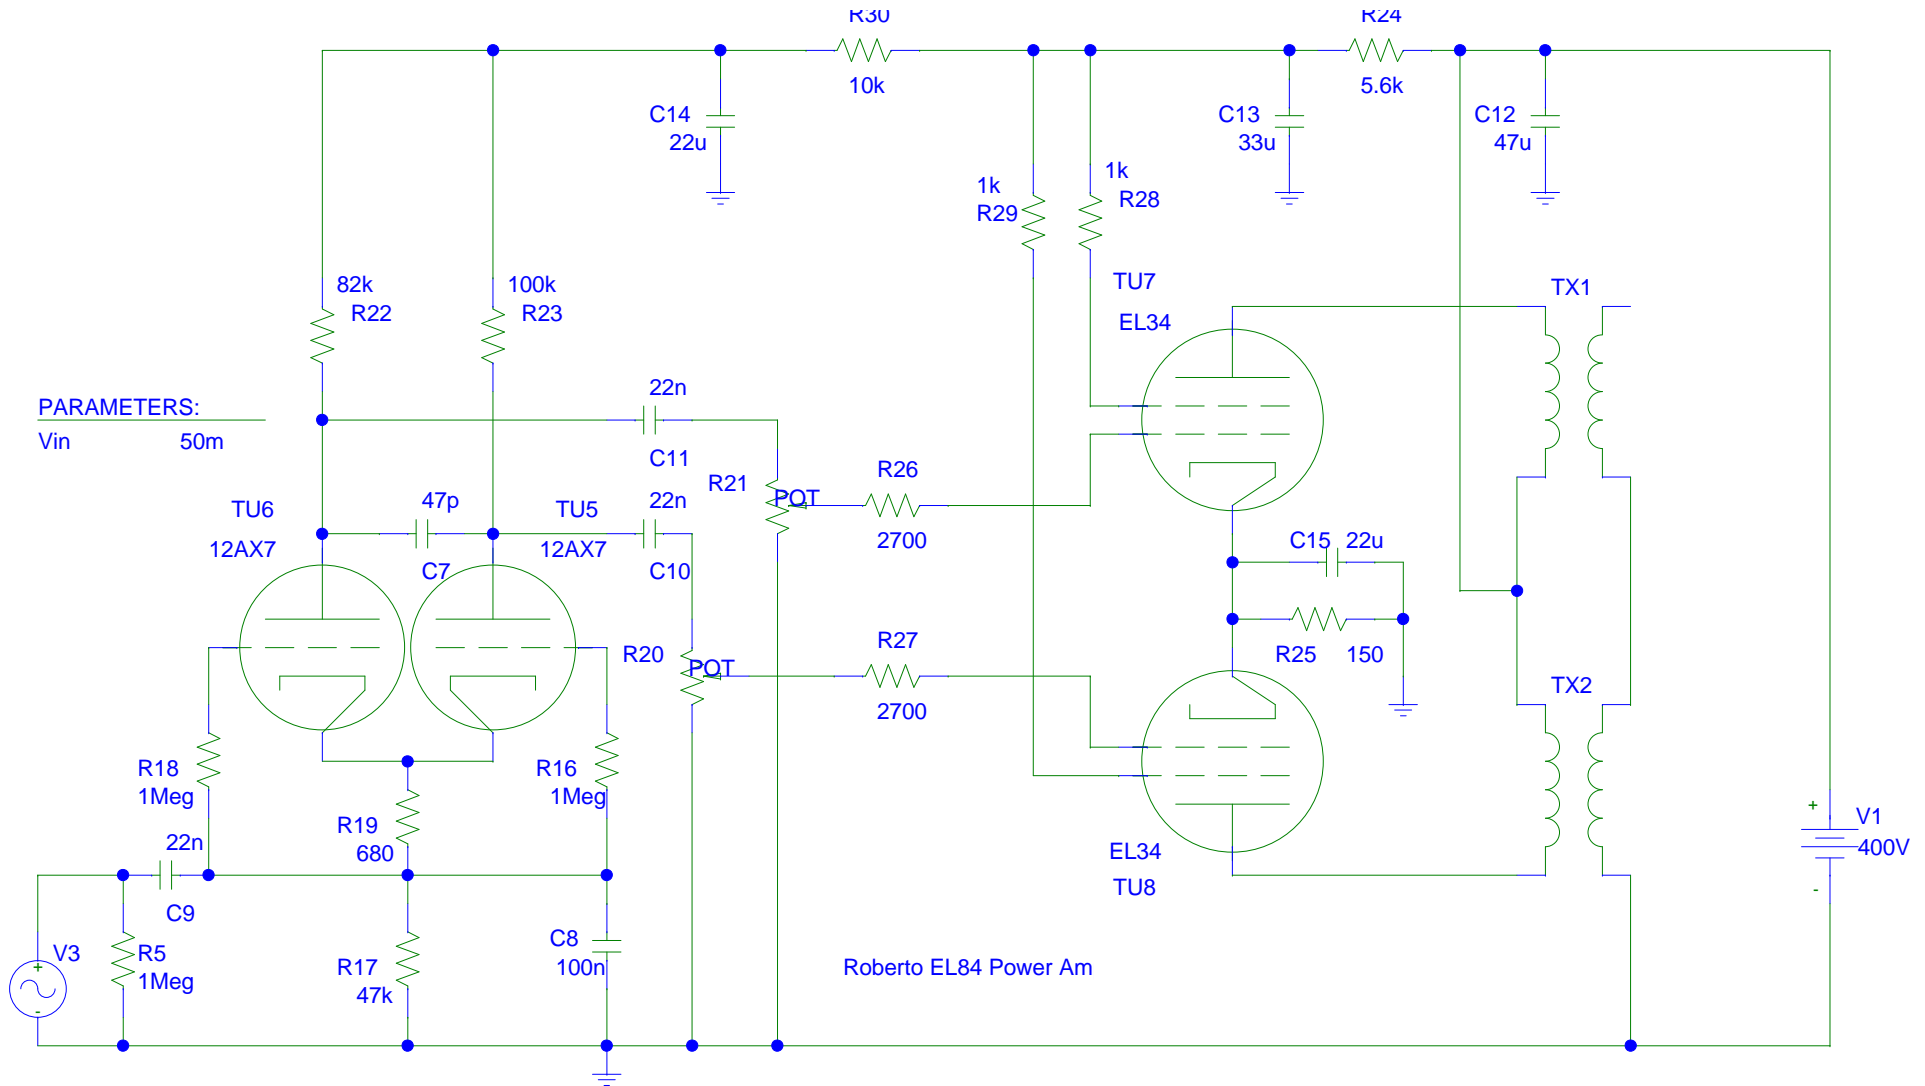 R30
R24
10k
5.6k
C14
22u
C13
33u
C12
47u
1k
R29
1k
R28
82k
R22
100k
R23
TU7
EL34
TX1
PARAMETERS:
Vin 50m
22n
C11
R21
POT
R26
2700
TU6
12AX7
47p
C7
TU5
12AX7
22n
C10
C15 22u
R20
POT
R27
2700
R25 150
TX2
R18
1Meg
R16
1Meg
R19
680
22n
C9
EL34
TU8
+
V1
400V
-
V3
+
-
R5
1Meg
R17
47k
C8
100n
Roberto EL84 Power Am